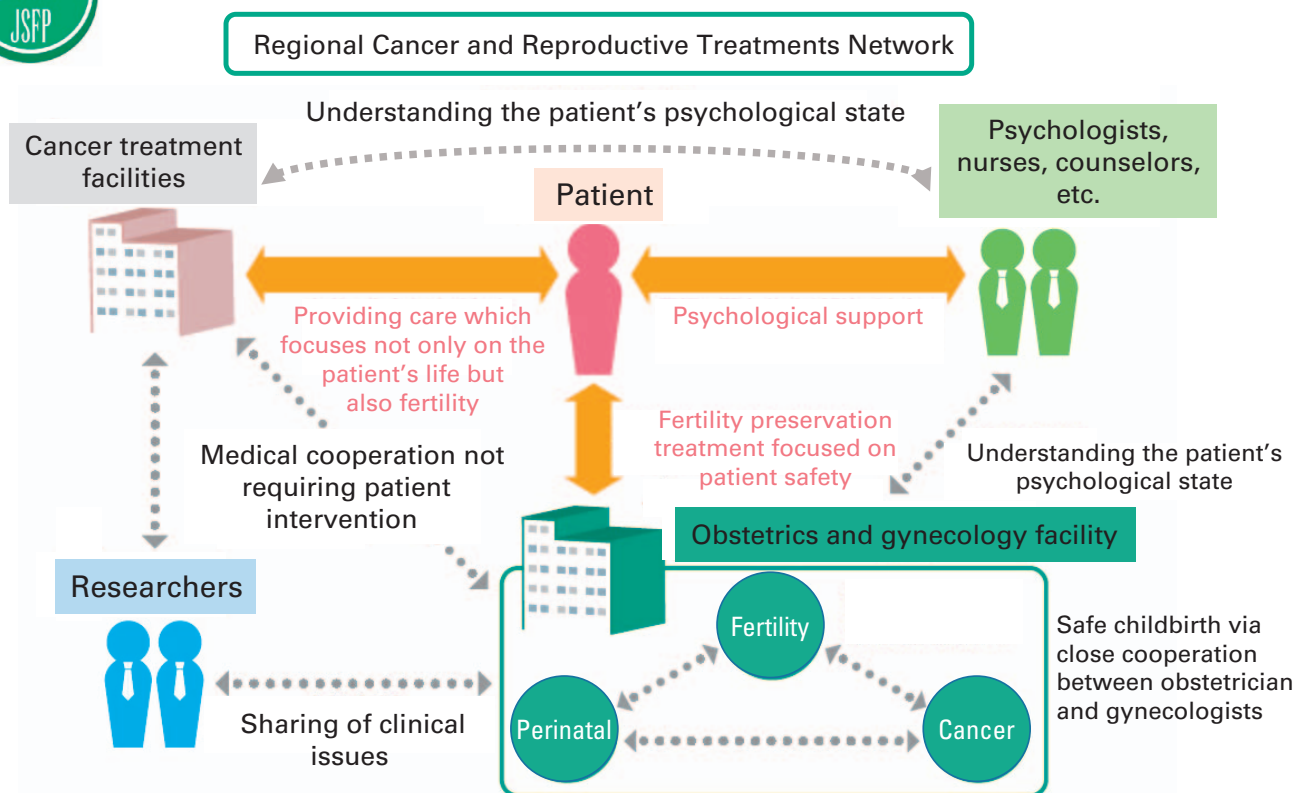 JSFP
Regional Cancer and Reproductive Treatments Network
Understanding the patient’s psychological state
Cancer treatment
facilities
Psychologists,
nurses, counselors,
etc.
Patient
Providing care which
focuses not only on the
patient’s life but
also fertility
Psychological support
Fertility preservation
treatment focused on
patient safety
Medical cooperation not
requiring patient
intervention
Understanding the patient’s
psychological state
Obstetrics and gynecology facility
Researchers
Fertility
Perinatal
Cancer
Safe childbirth via
close cooperation
between obstetrician
and gynecologists
Sharing of clinical
issues